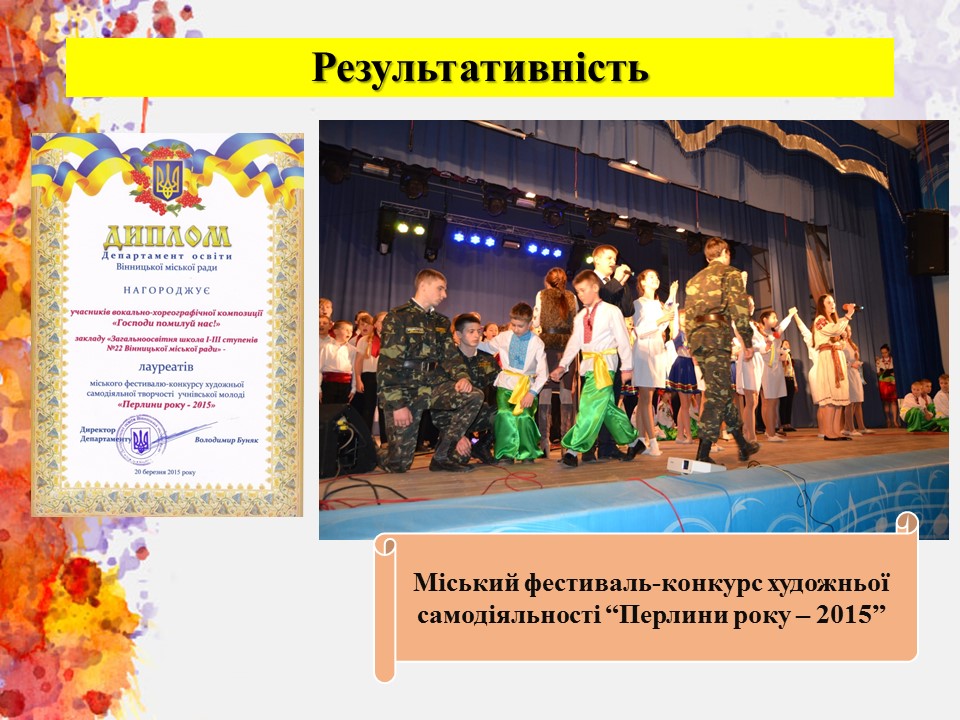 Результативність
ДИПЛОМ
Департамент освіти
Вінницької міської ради
НАГОРОДЖУЄ
учасників вокально-хореографічної композиції
«Господи помилуй нас!»
закладу «Загальноосвітня школа І-ІІІ ступенів
№22 Вінницької міської ради» -
лауреатів
міського фестивалю-конкурсу художньої
самодіяльної творчості учнівської молоді
«Перлини року - 2015»
Директор
Департаменту
Володимир Буняк
20 березня 2015 року
Міський фестиваль-конкурс художньої
самодіяльності “Перлини року – 2015”